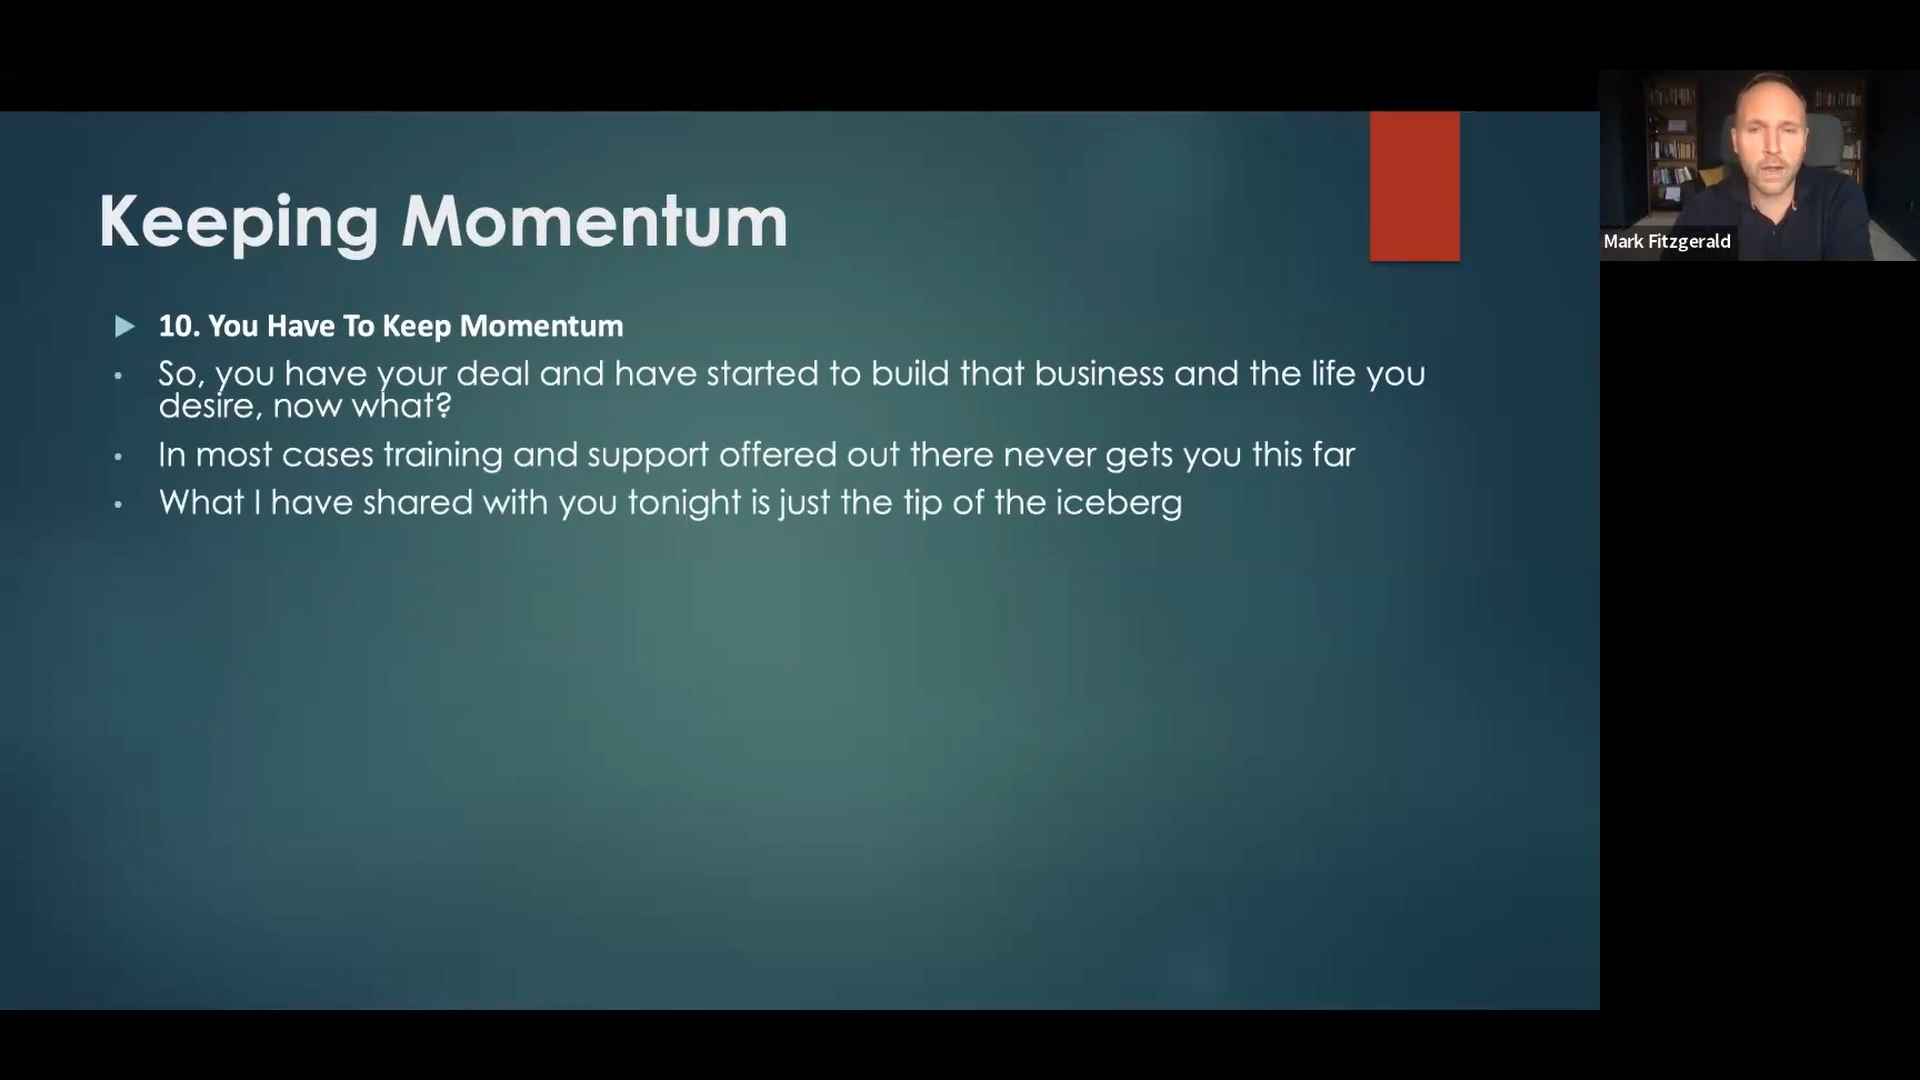 Keeping Momentum
10. You Have To Keep Momentum
So, you have your deal and have started to build that business and the life you
desire, now what?
In most cases training and support offered out there never gets you this far
What I have shared with you tonight is just the tip of the iceberg
Mark Fitzgerald